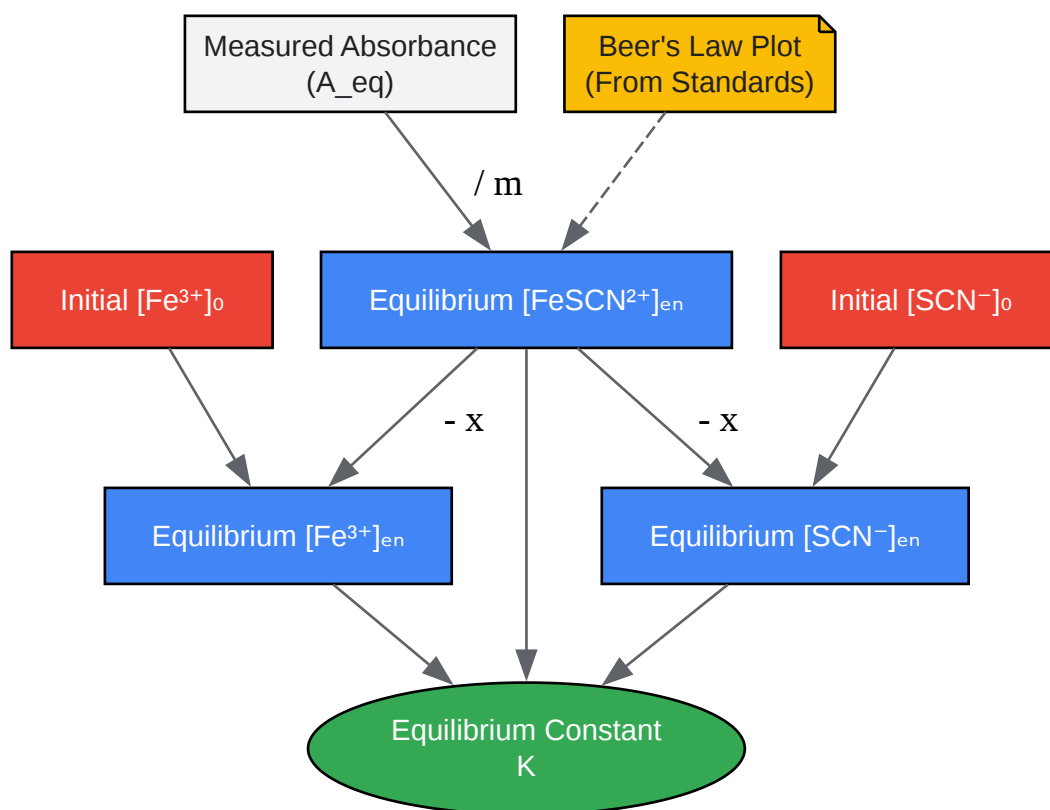 Measured Absorbance
(A_eq)
Beer's Law Plot
(From Standards)
/ m
Initial [Fe³⁺]₀
Equilibrium [FeSCN²⁺]ₑₙ
Initial [SCN⁻]₀
- x
- x
Equilibrium [Fe³⁺]ₑₙ
Equilibrium [SCN⁻]ₑₙ
Equilibrium Constant
K